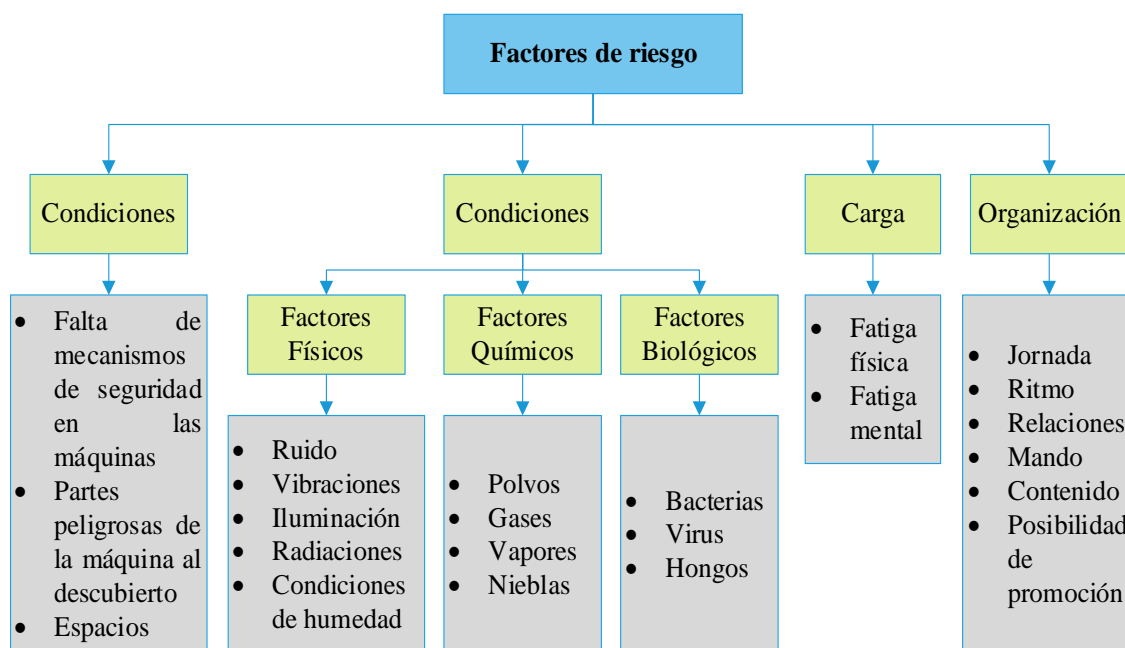 Factores de riesgo
Condiciones
Condiciones
Carga
Organización
• Falta de
mecanismos
de seguridad
en las
máquinas
• Partes
peligrosas de
la máquina al
descubierto
• Espacios
Factores
Físicos
• Ruido
• Vibraciones
• Iluminación
• Radiaciones
• Condiciones
de humedad
Factores
Químicos
• Polvos
• Gases
• Vapores
• Nieblas
Factores
Biológicos
• Bacterias
• Virus
• Hongos
• Fatiga
física
• Fatiga
mental
• Jornada
• Ritmo
• Relaciones
• Mando
• Contenido
• Posibilidad
de
promoción